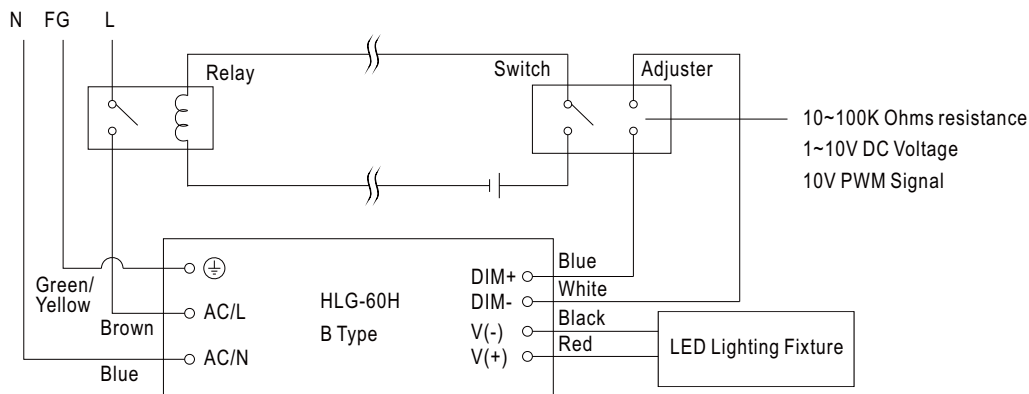 N FG L
Relay
Switch
Adjuster
10~100K Ohms resistance
1~10V DC Voltage
10V PWM Signal
Green/
Yellow
Brown
Blue
AC/L
AC/N
HLG-60H
B Type
DIM+
DIM-
V(-)
V(+)
Blue
White
Black
Red
LED Lighting Fixture